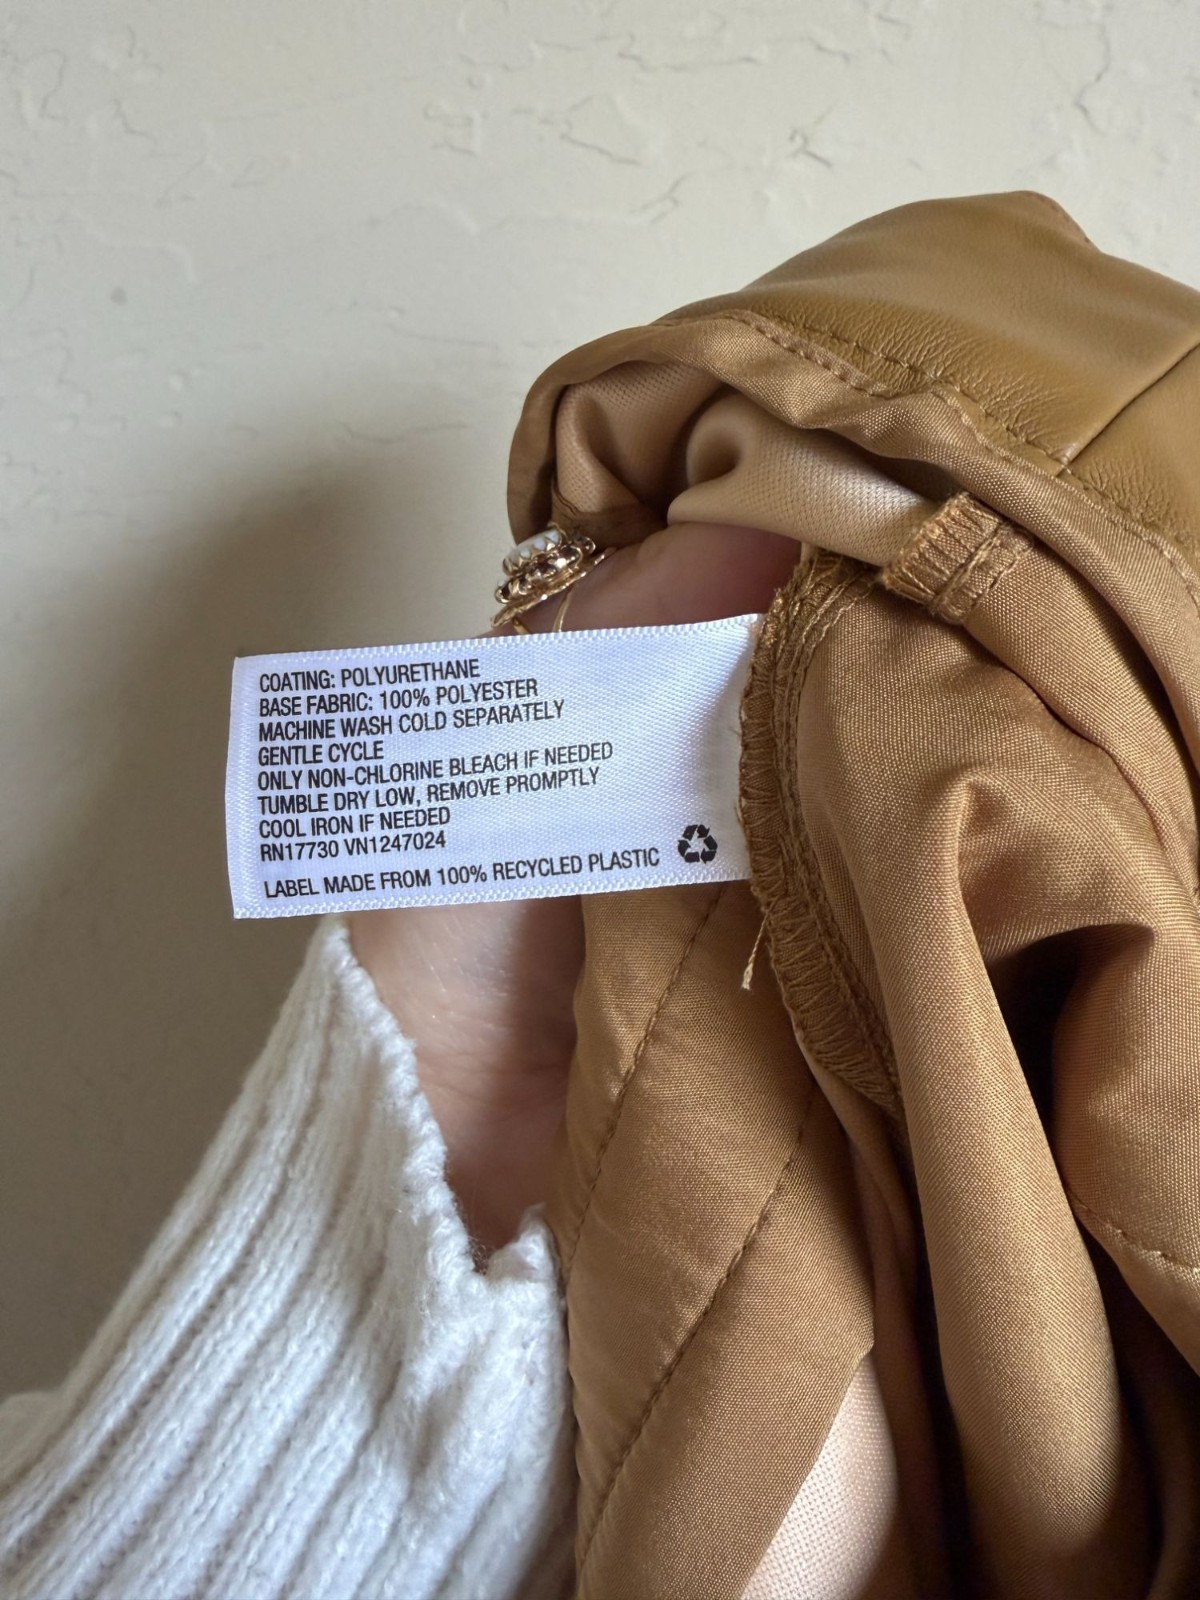 COATING: POLYURETHANE
BASE FABRIC: 100% POLYESTER
MACHINE WASH COLD SEPARATELY
GENTLE CYCLE
ONLY NON-CHLORINE BLEACH IF NEEDED
TUMBLE DRY LOW, REMOVE PROMPTLY
COOL IRON IF NEEDED
RN17730 VN1247024
LABEL MADE FROM 100% RECYCLED PLASTIC